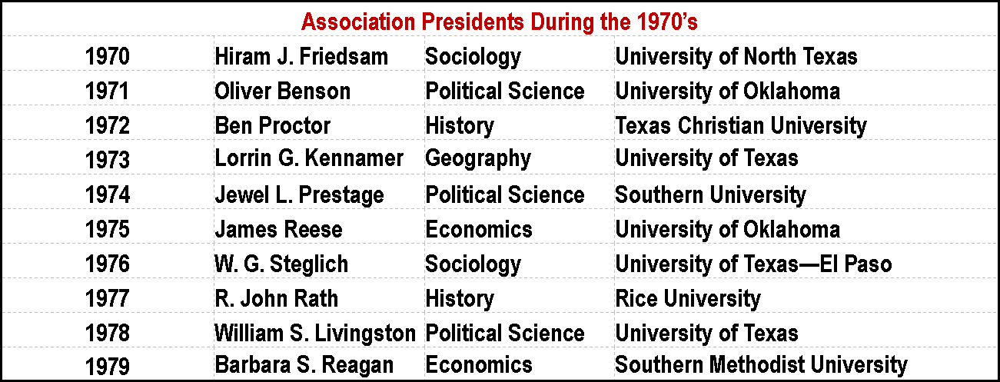 Association Presidents During the 1970’s
1970 Hiram J. Friedsam Sociology University of North Texas
1971 Oliver Benson Political Science University of Oklahoma
1972 Ben Proctor History Texas Christian University
1973 Lorrin G. Kennamer Geography University of Texas
1974 Jewel L. Prestage Political Science Southern University
1975 James Reese Economics University of Oklahoma
1976 W. G. Steglich Sociology University of Texas—El Paso
1977 R. John Rath History Rice University
1978 William S. Livingston Political Science University of Texas
1979 Barbara S. Reagan Economics Southern Methodist University